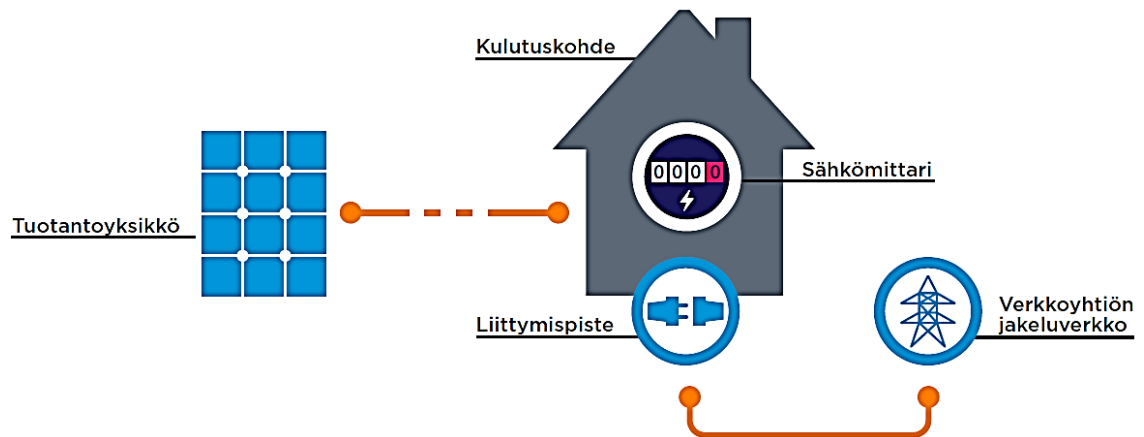 Kulutuskohde
0000
Sähkömittari
Tuotantoyksikkö
Liittymispiste
Verkkoyhtiön
jakeluverkko